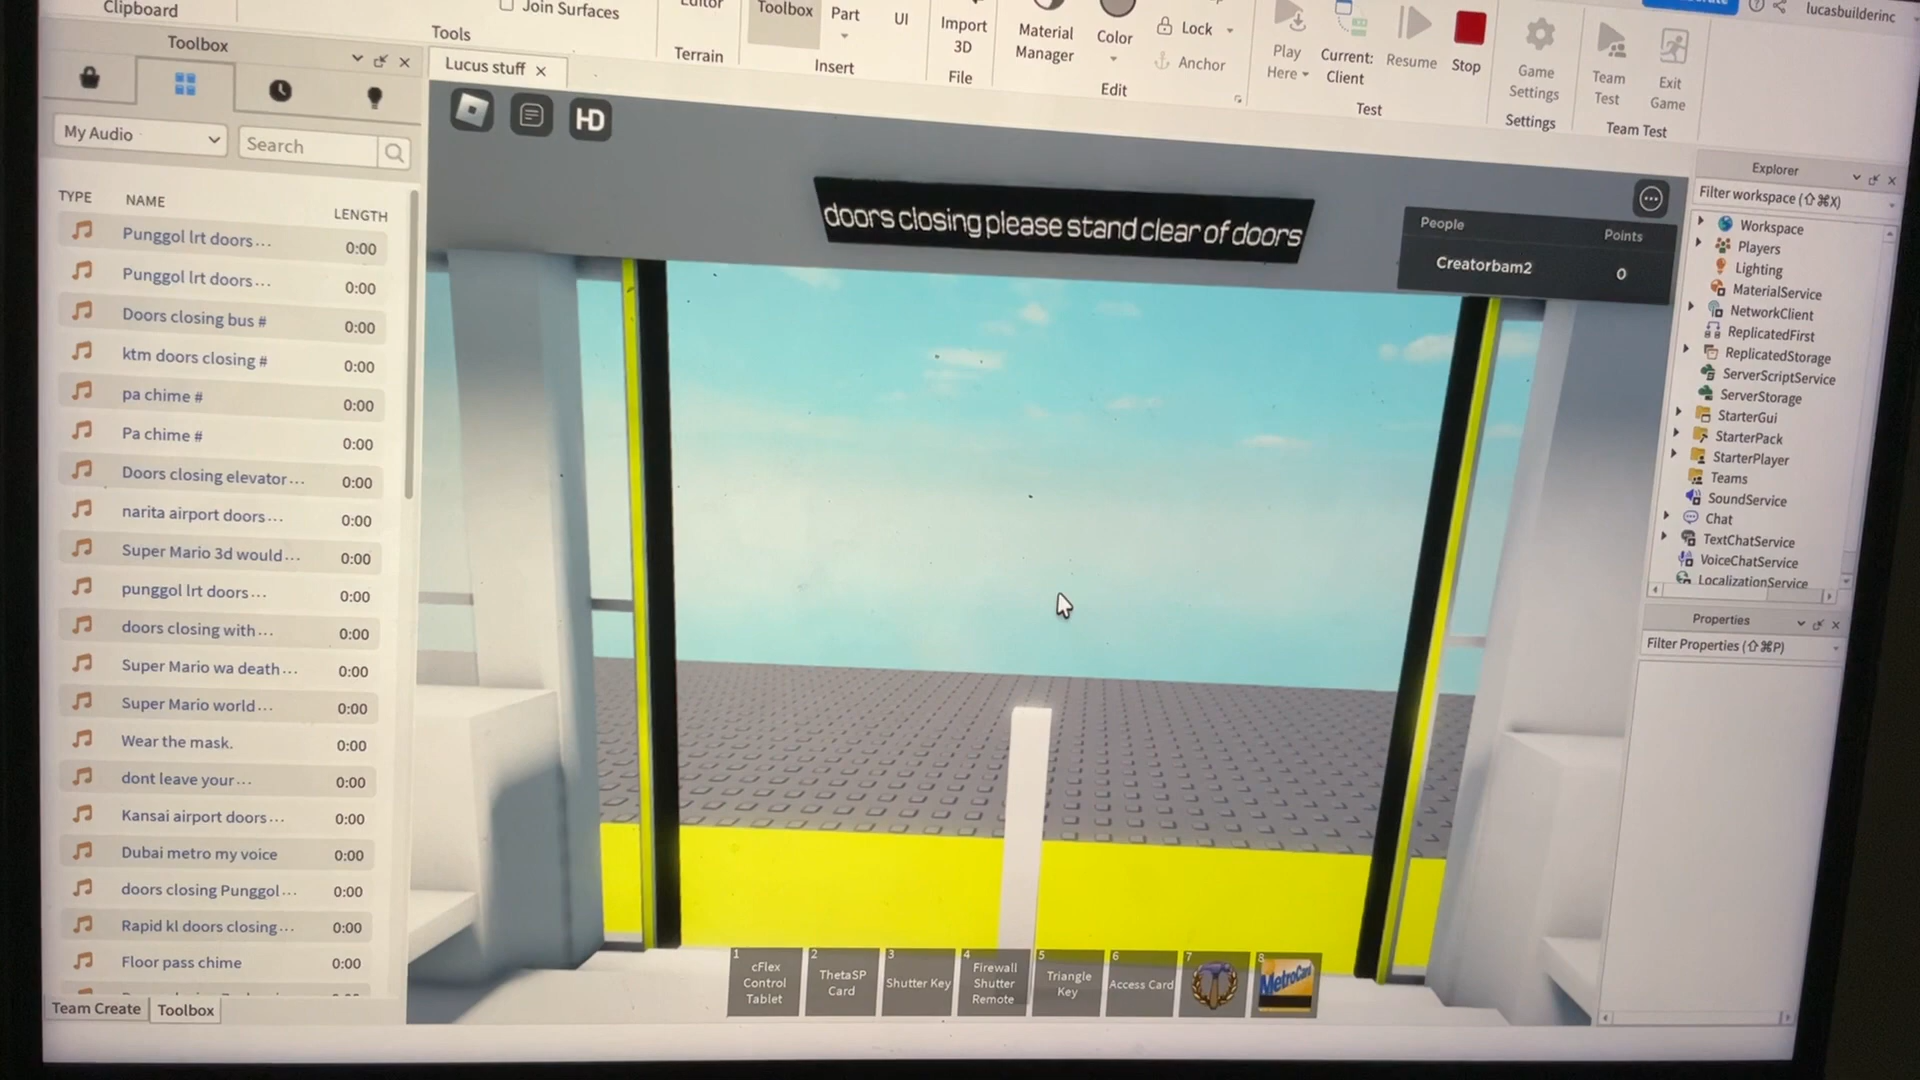 Clipboard
Join Surfaces
Tools
Editor
Terrain
Toolbox
Part
UI
Insert
Import
3D
File
Material
Manager
Color
Lock
Anchor
Edit
Play
Here
Current:
Client
Resume
Stop
Test
Game
Settings
Settings
Team
Test
Exit
Game
Team Test
lucasbuilderinc
Toolbox
My Audio
Search
TYPE NAME LENGTH
Punggol lrt doors... 0:00
Punggol lrt doors... 0:00
Doors closing bus # 0:00
ktm doors closing # 0:00
pa chime # 0:00
Pa chime # 0:00
Doors closing elevator... 0:00
narita airport doors... 0:00
Super Mario 3d would... 0:00
punggol lrt doors... 0:00
doors closing with... 0:00
Super Mario wa death... 0:00
Super Mario world... 0:00
Wear the mask. 0:00
dont leave your... 0:00
Kansai airport doors... 0:00
Dubai metro my voice 0:00
doors closing Punggol... 0:00
Rapid kl doors closing... 0:00
Floor pass chime 0:00
Team Create
Toolbox
Lucus stuff
HD
doors closing please stand clear of doors
People Points
Creatorbam2 0
1
cFlex
Control
Tablet
2
ThetaSP
Card
3
Shutter Key
4
Firewall
Shutter
Remote
5
Triangle
Key
6
Access Card
7
8
MetroCard
Explorer
Filter workspace (⇧⌘X)
Workspace
Players
Lighting
MaterialService
NetworkClient
ReplicatedFirst
ReplicatedStorage
ServerScriptService
ServerStorage
StarterGui
StarterPack
StarterPlayer
Teams
SoundService
Chat
TextChatService
VoiceChatService
LocalizationService
Properties
Filter Properties (⇧⌘P)